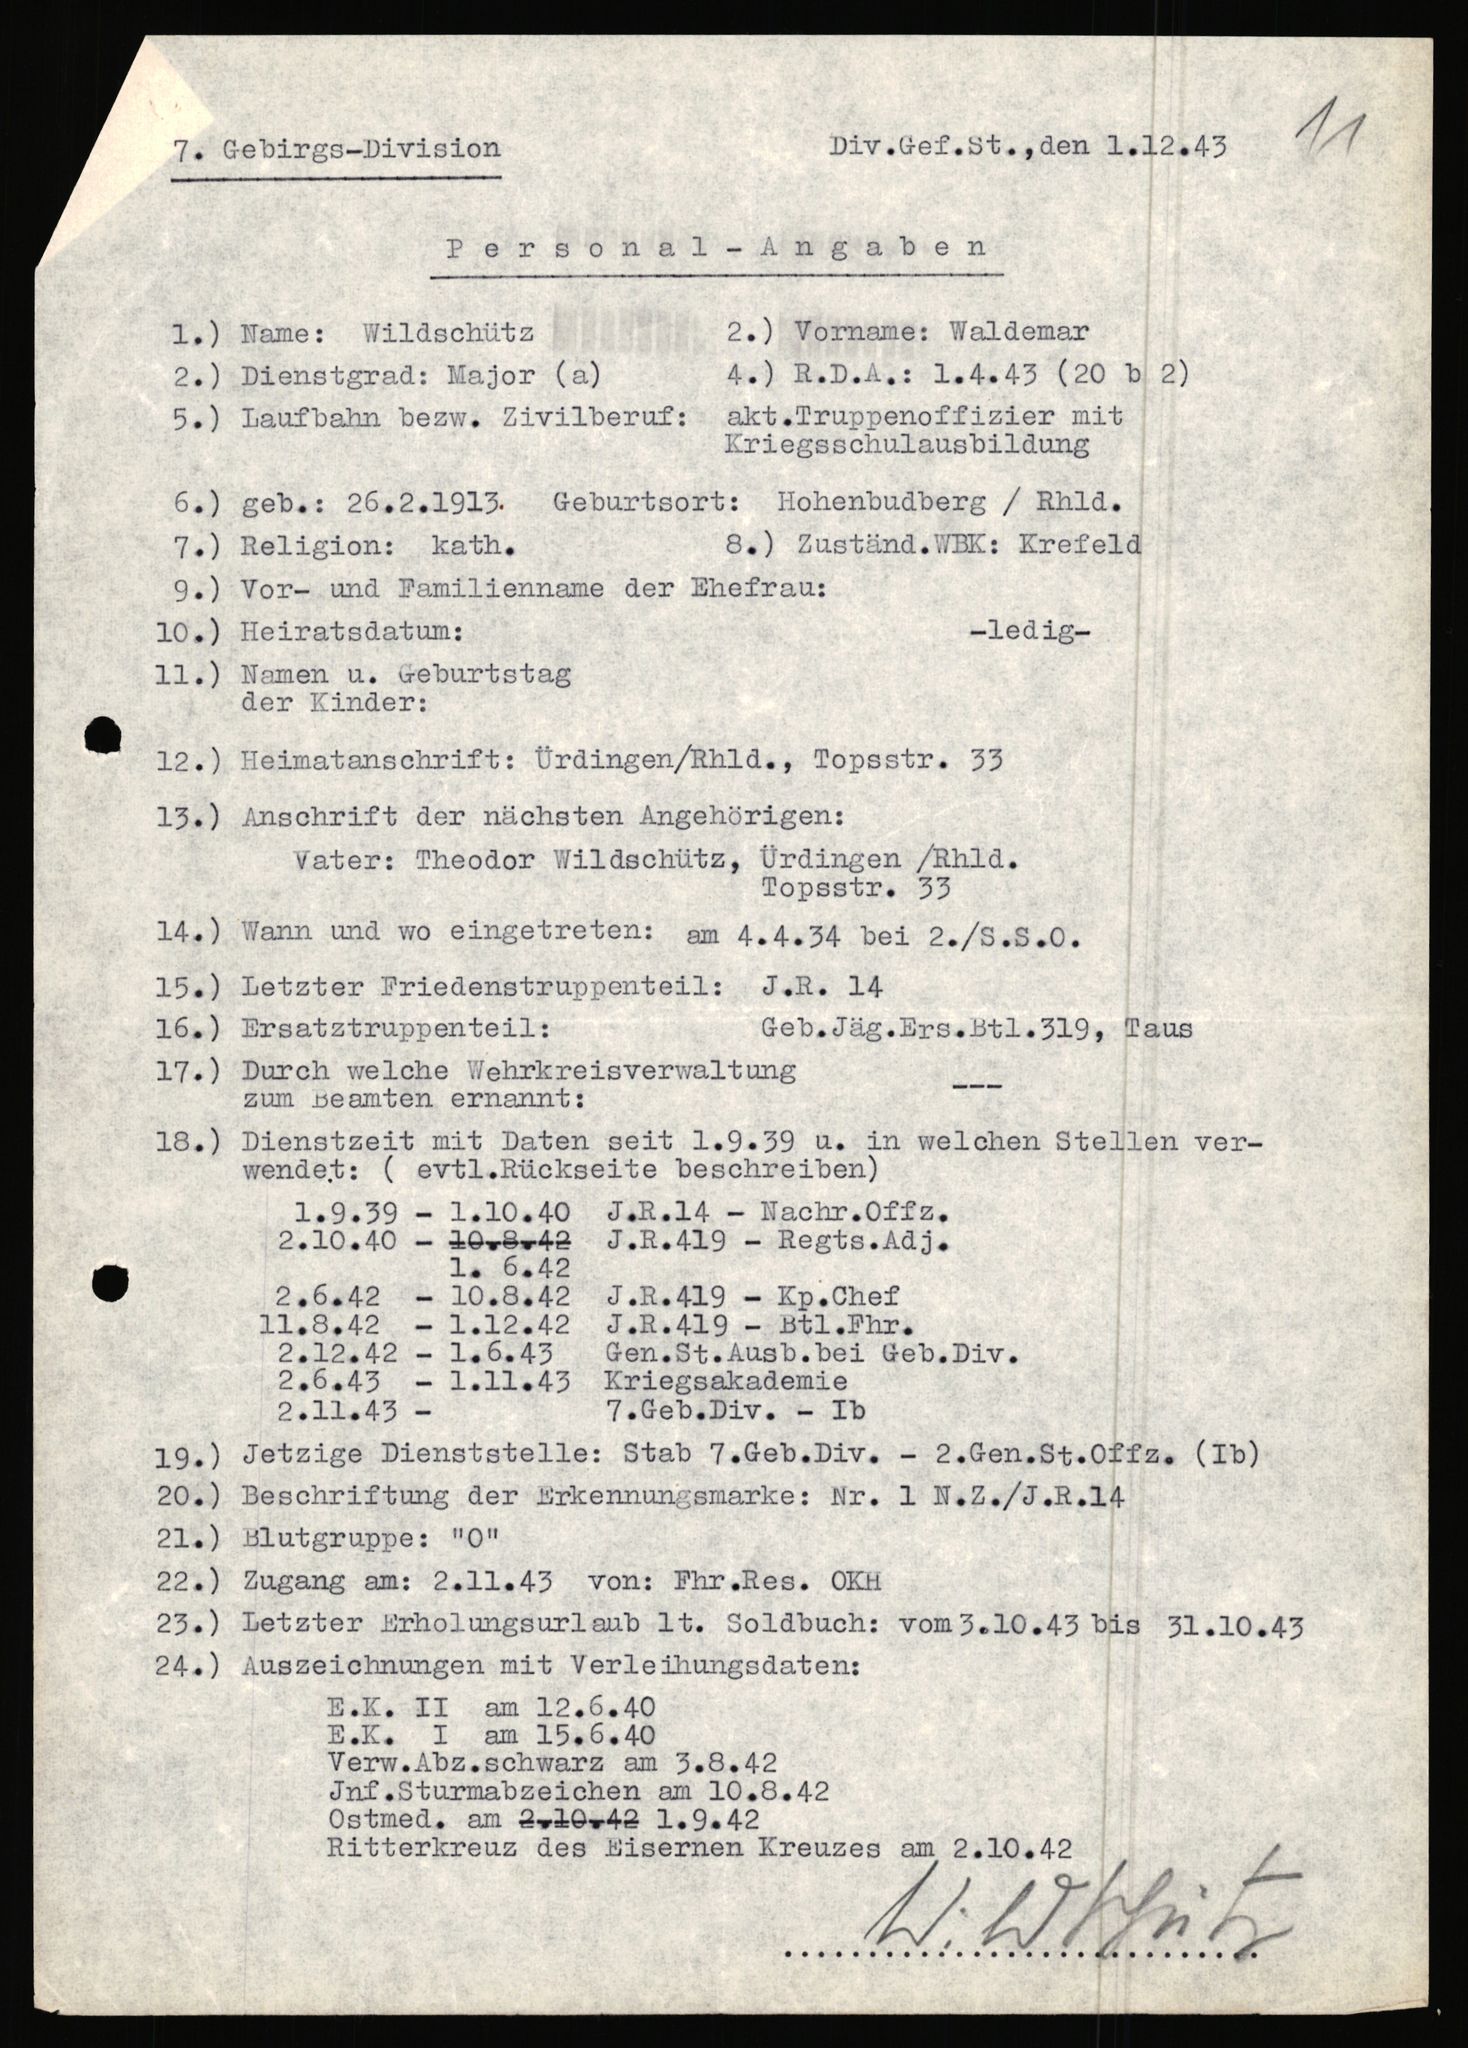 11
7. Gebirgs-Division Div.Gef.St.,den 1.12.43
Personal-Angaben
1.) Name: Wildschütz 2.) Vorname: Waldemar
2.) Dienstgrad: Major (a) 4.) R.D.A.: 1.4.43 (20 b 2)
5.) Laufbahn bezw. Zivilberuf: akt.Truppenoffizier mit
Kriegsschulausbildung
6.) geb.: 26.2.1913. Geburtsort: Hohenbudberg / Rhld.
7.) Religion: kath. 8.) Zuständ.WBK: Krefeld
9.) Vor- und Familienname der Ehefrau:
10.) Heiratsdatum: -ledig-
11.) Namen u. Geburtstag
der Kinder:
12.) Heimatanschrift: Ürdingen/Rhld., Topsstr. 33
13.) Anschrift der nächsten Angehörigen:
Vater: Theodor Wildschütz, Ürdingen /Rhld.
Topsstr. 33
14.) Wann und wo eingetreten: am 4.4.34 bei 2./S.S.O.
15.) Letzter Friedenstruppenteil: J.R. 14
16.) Ersatztruppenteil: Geb.Jäg.Ers.Btl.319, Taus
17.) Durch welche Wehrkreisverwaltung ---
zum Beamten ernannt:
18.) Dienstzeit mit Daten seit 1.9.39 u. in welchen Stellen ver-
wendet: ( evtl.Rückseite beschreiben)
1.9.39 - 1.10.40 J.R.14 - Nachr.Offz.
2.10.40 - 10.8.42 J.R.419 - Regts.Adj.
1. 6.42
2.6.42 - 10.8.42 J.R.419 - Kp.Chef
11.8.42 - 1.12.42 J.R.419 - Btl.Fhr.
2.12.42 - 1.6.43 Gen.St.Ausb.bei Geb.Div.
2.6.43 - 1.11.43 Kriegsakademie
2.11.43 - 7.Geb.Div. - Ib
19.) Jetzige Dienststelle: Stab 7.Geb.Div. - 2.Gen.St.Offz. (Ib)
20.) Beschriftung der Erkennungsmarke: Nr. 1 N.Z./J.R.14
21.) Blutgruppe: "O"
22.) Zugang am: 2.11.43 von: Fhr.Res. OKH
23.) Letzter Erholungsurlaub lt. Soldbuch: vom 3.10.43 bis 31.10.43
24.) Auszeichnungen mit Verleihungsdaten:
E.K. II am 12.6.40
E.K. I am 15.6.40
Verw.Abz.schwarz am 3.8.42
Jnf.Sturmabzeichen am 10.8.42
Ostmed. am 2.10.42 1.9.42
Ritterkreuz des Eisernen Kreuzes am 2.10.42
Wildschütz